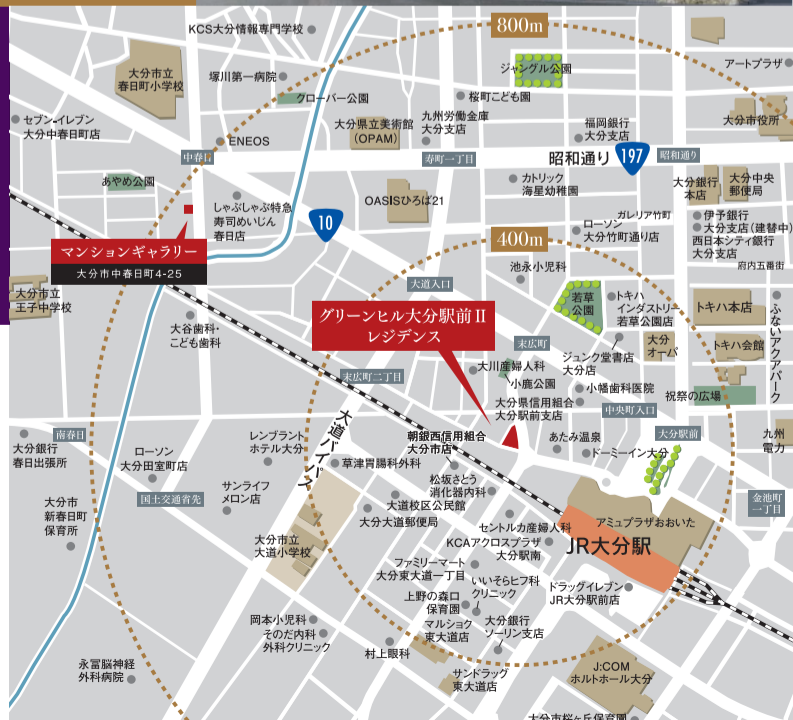 800m
KCS大分情報専門学校
大分市立
春日町小学校
塚川第一病院
クローバー公園
ジャングル公園
アートプラザ
セブン-イレブン
大分中春日町店
ENEOS
大分県立美術館
(OPAM)
九州労働金庫
大分支店
桜町こども園
福岡銀行
大分支店
大分市役所
中春日
寿町一丁目
昭和通り
197
昭和通り
あやめ公園
しゃぶしゃぶ特急
寿司めいじん
春日店
OASISひろば21
カトリック
海星幼稚園
大分銀行
本店
大分中央
郵便局
10
400m
ガレリア竹町
ローソン
大分竹町通り店
伊予銀行
大分支店(建替中)
西日本シティ銀行
大分支店
府内五番街
マンションギャラリー
大分市中春日町4-25
大分市立
王子中学校
大谷歯科・
こども歯科
大道入口
池永小児科
若草
公園
トキハ
インダストリー
若草公園店
トキハ本店
ふないアクアパーク
グリーンヒル大分駅前Ⅱ
レジデンス
末広町
ジュンク堂書店
大分店
大分
オーパ
トキハ会館
末広町二丁目
大川産婦人科
小鹿公園
小幡歯科医院
大分県信用組合
大分駅前支店
中央町入口
祝祭の広場
大道バイパス
南春日
大分銀行
春日出張所
ローソン
大分田室町店
レンブラント
ホテル大分
朝銀西信用組合
大分市店
あたみ温泉
ドーミーイン大分
大分駅前
九州
電力
草津胃腸科外科
松坂さとう
消化器内科
国土交通省先
サンライフ
メロン店
大道校区公民館
大分大道郵便局
金池町
一丁目
大分市
新春日町
保育所
大分市立
大道小学校
セントルカ産婦人科
KCAアクロスプラザ
大分駅南
アミュプラザおおいた
JR大分駅
ファミリーマート
大分東大道一丁目
いいそらヒフ科
クリニック
ドラッグイレブン
JR大分駅前店
上野の森口
保育園
マルショク
東大道店
大分銀行
ソーリン支店
岡本小児科
そのだ内科
外科クリニック
村上眼科
永冨脳神経
外科病院
サンドラッグ
東大道店
J:COM
ホルトホール大分
大分市桜ヶ丘保育園